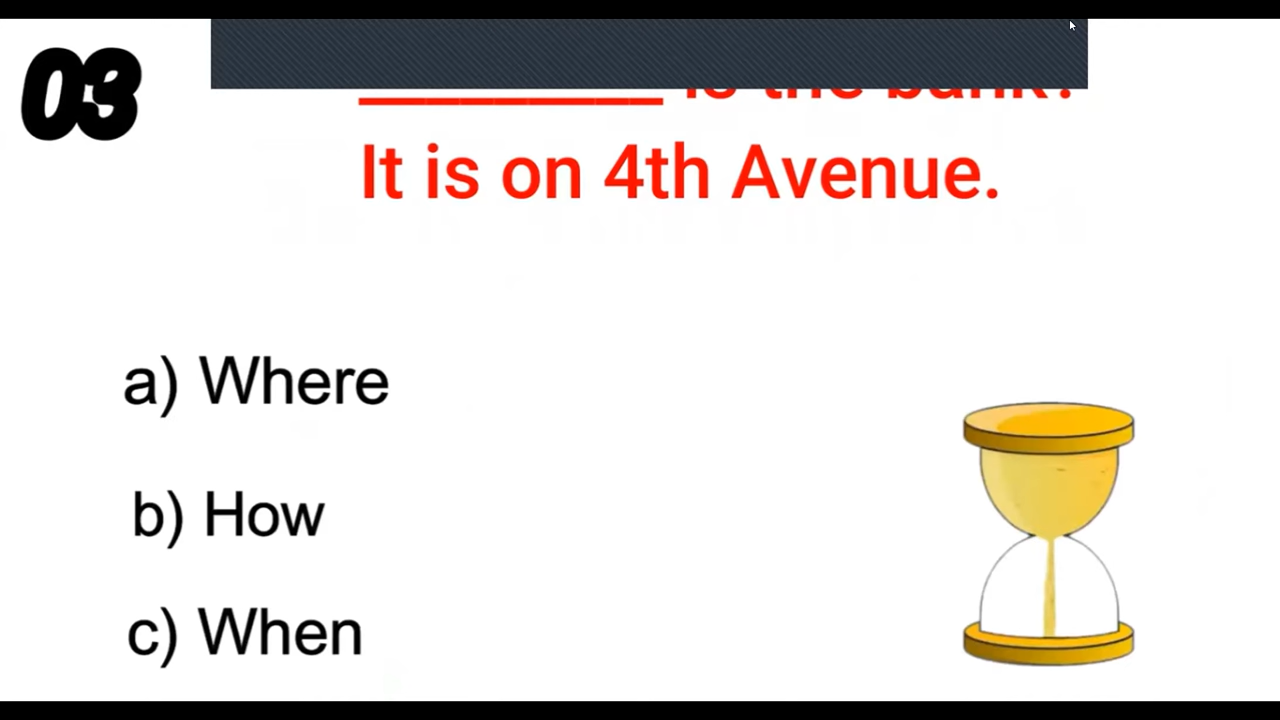 03
_________ is the bank?
It is on 4th Avenue.
a) Where
b) How
c) When